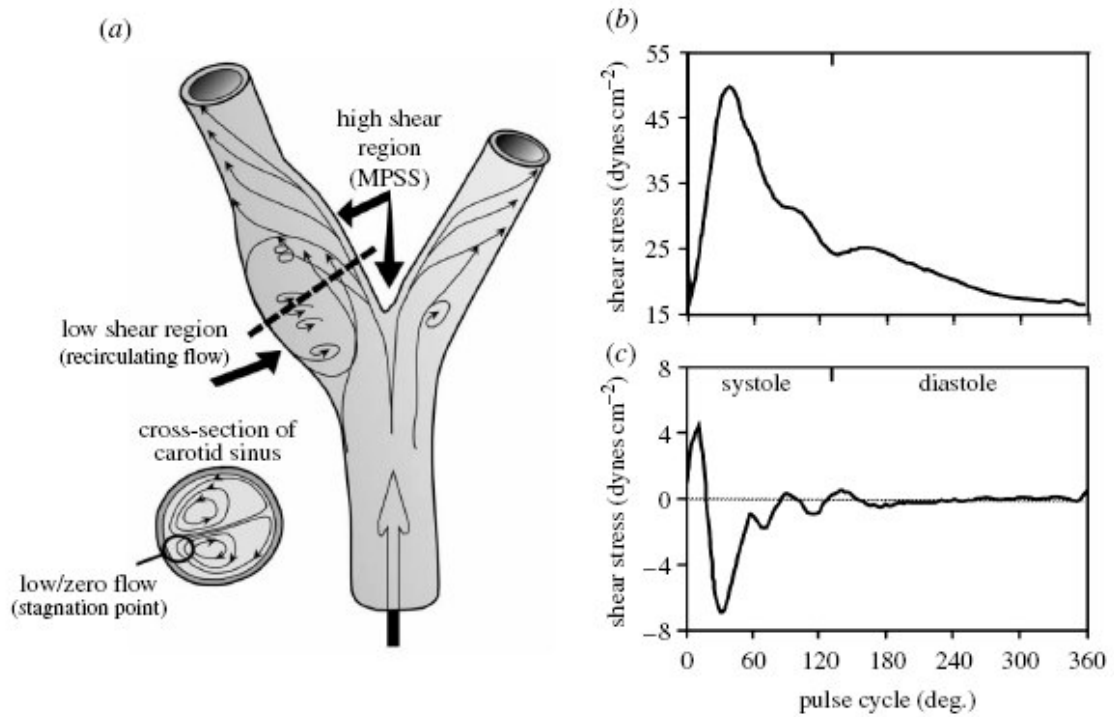 (a)
high shear
region
(MPSS)
low shear region
(recirculating flow)
cross-section of
carotid sinus
low/zero flow
(stagnation point)
(b)
shear stress (dynes cm−2)
55
45
35
25
15
(c)
shear stress (dynes cm−2)
8
4
0
−4
−8
systole
diastole
0 60 120 180 240 300 360
pulse cycle (deg.)